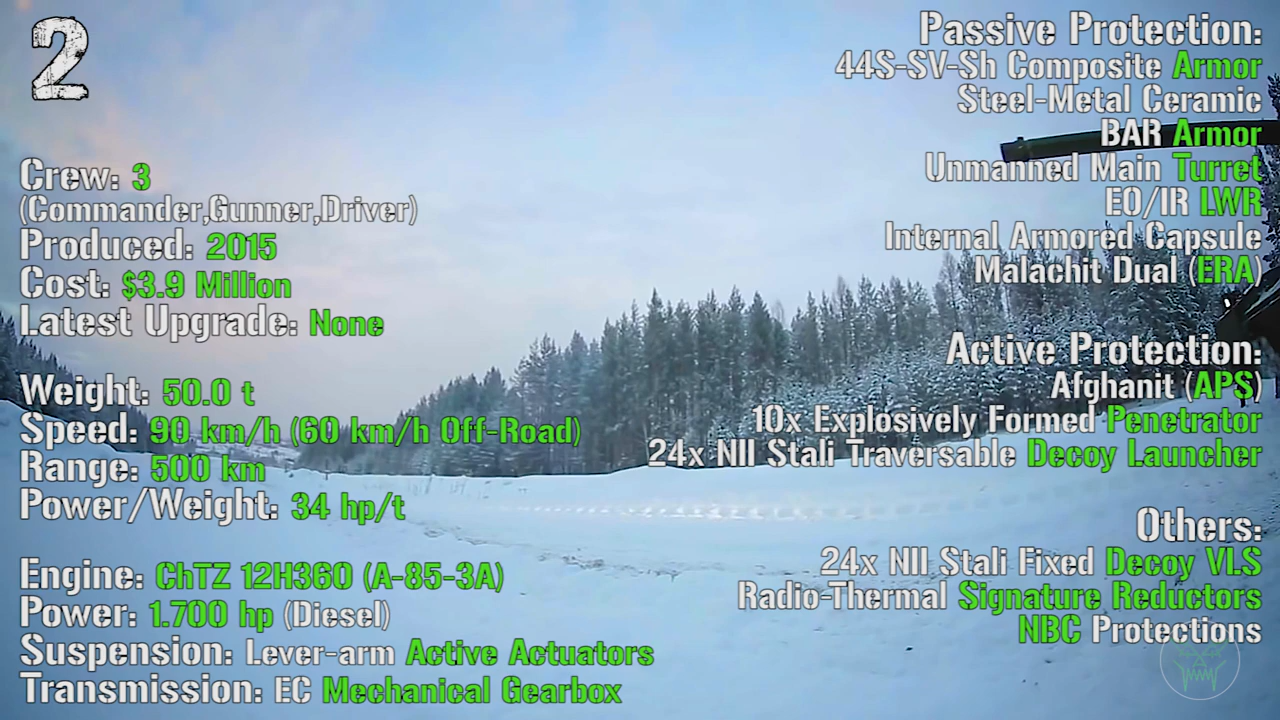 2
Crew: 3
(Commander,Gunner,Driver)
Produced: 2015
Cost: $3.9 Million
Latest Upgrade: None
Weight: 50.0 t
Speed: 90 km/h (60 km/h Off-Road)
Range: 500 km
Power/Weight: 34 hp/t
Engine: ChTZ 12H360 (A-85-3A)
Power: 1.700 hp (Diesel)
Suspension: Lever-arm Active Actuators
Transmission: EC Mechanical Gearbox
Passive Protection:
44S-SV-Sh Composite Armor
Steel-Metal Ceramic
BAR Armor
Unmanned Main Turret
EO/IR LWR
Internal Armored Capsule
Malachit Dual (ERA)
Active Protection:
Afghanit (APS)
10x Explosively Formed Penetrator
24x NII Stali Traversable Decoy Launcher
Others:
24x NII Stali Fixed Decoy VLS
Radio-Thermal Signature Reductors
NBC Protections